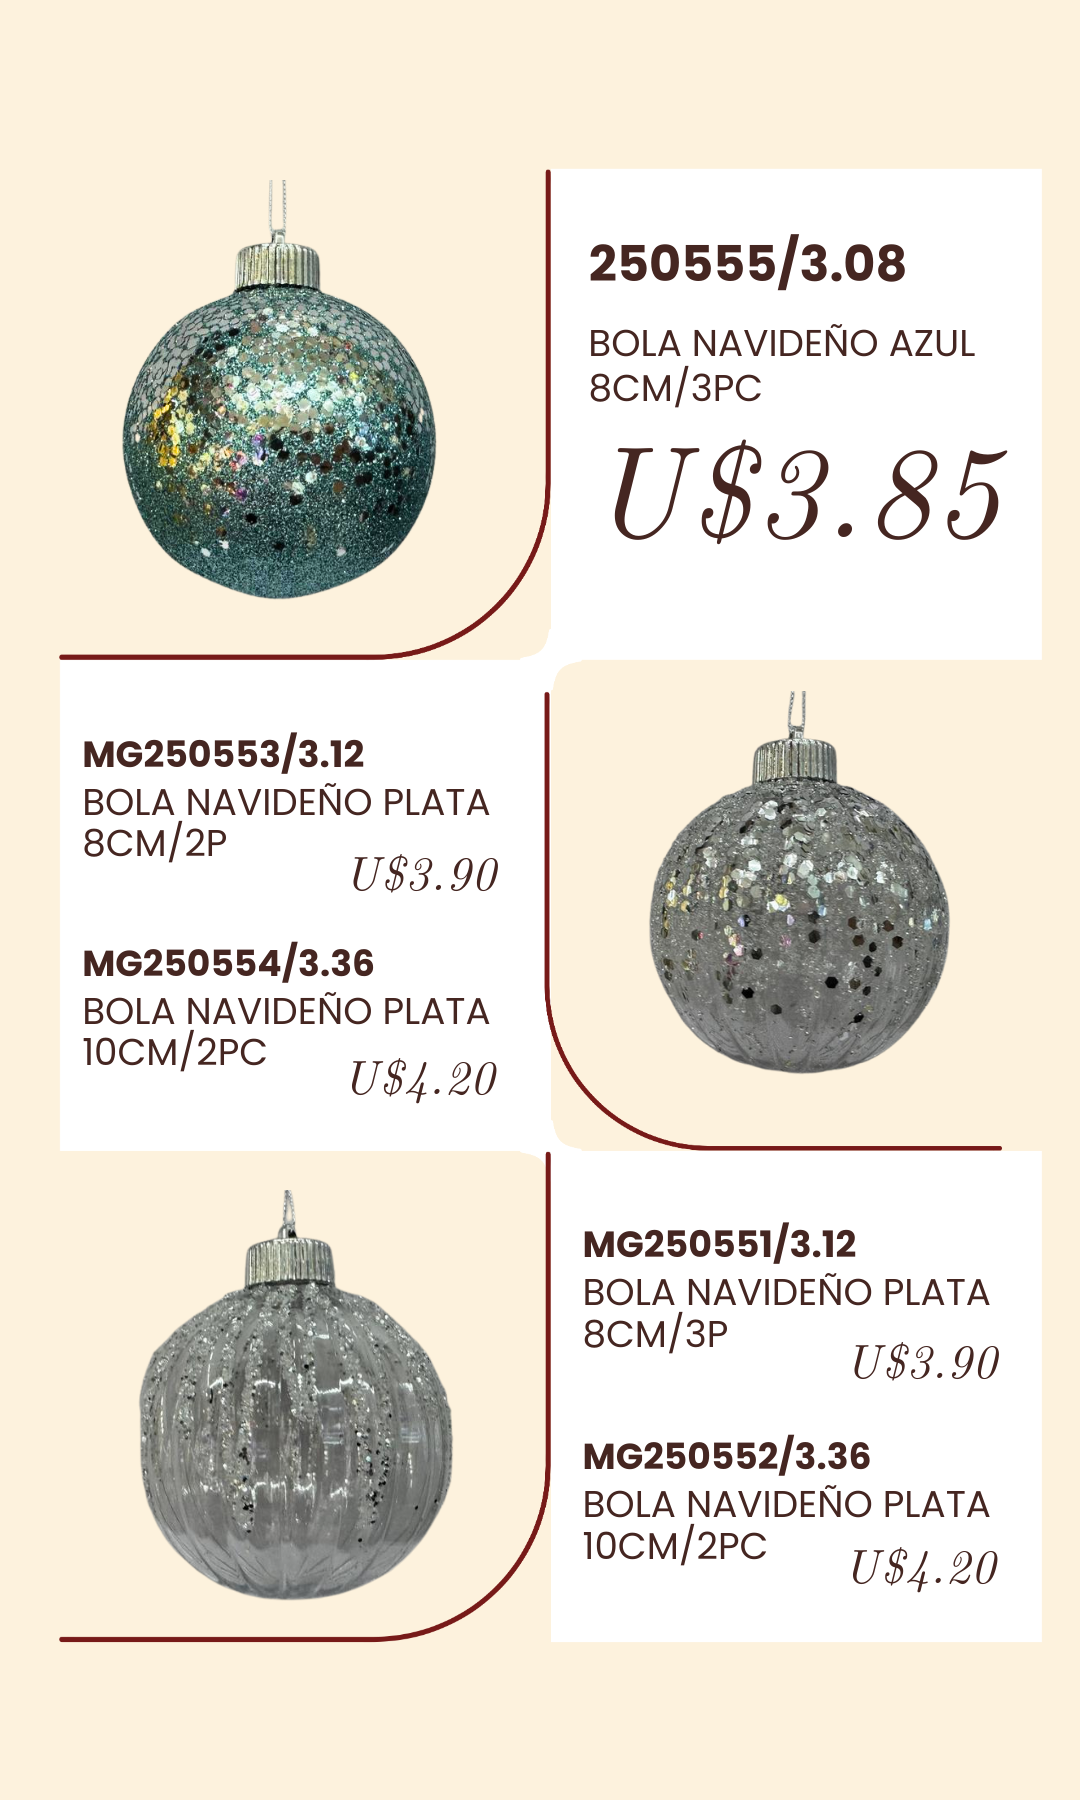 250555/3.08
BOLA NAVIDEÑO AZUL
8CM/3PC
U$3.85
MG250553/3.12
BOLA NAVIDEÑO PLATA
8CM/2P
U$3.90
MG250554/3.36
BOLA NAVIDEÑO PLATA
10CM/2PC
U$4.20
MG250551/3.12
BOLA NAVIDEÑO PLATA
8CM/3P
U$3.90
MG250552/3.36
BOLA NAVIDEÑO PLATA
10CM/2PC
U$4.20